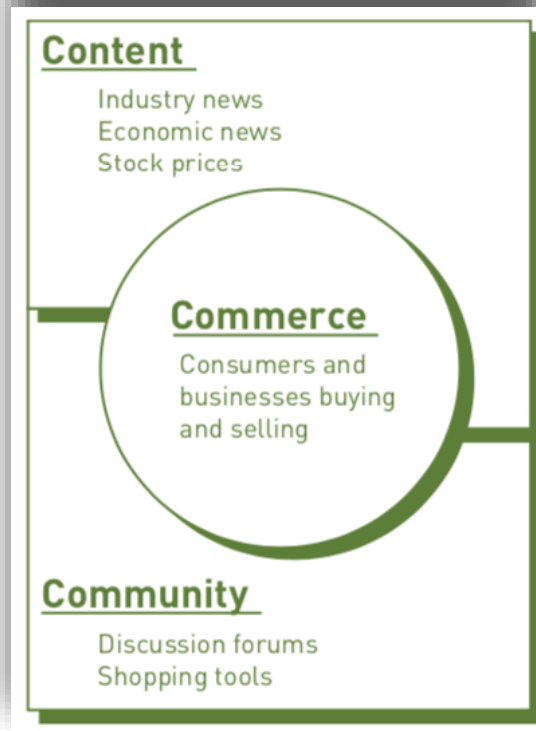 Content
Industry news
Economic news
Stock prices
Commerce
Consumers and
businesses buying
and selling
Community
Discussion forums
Shopping tools